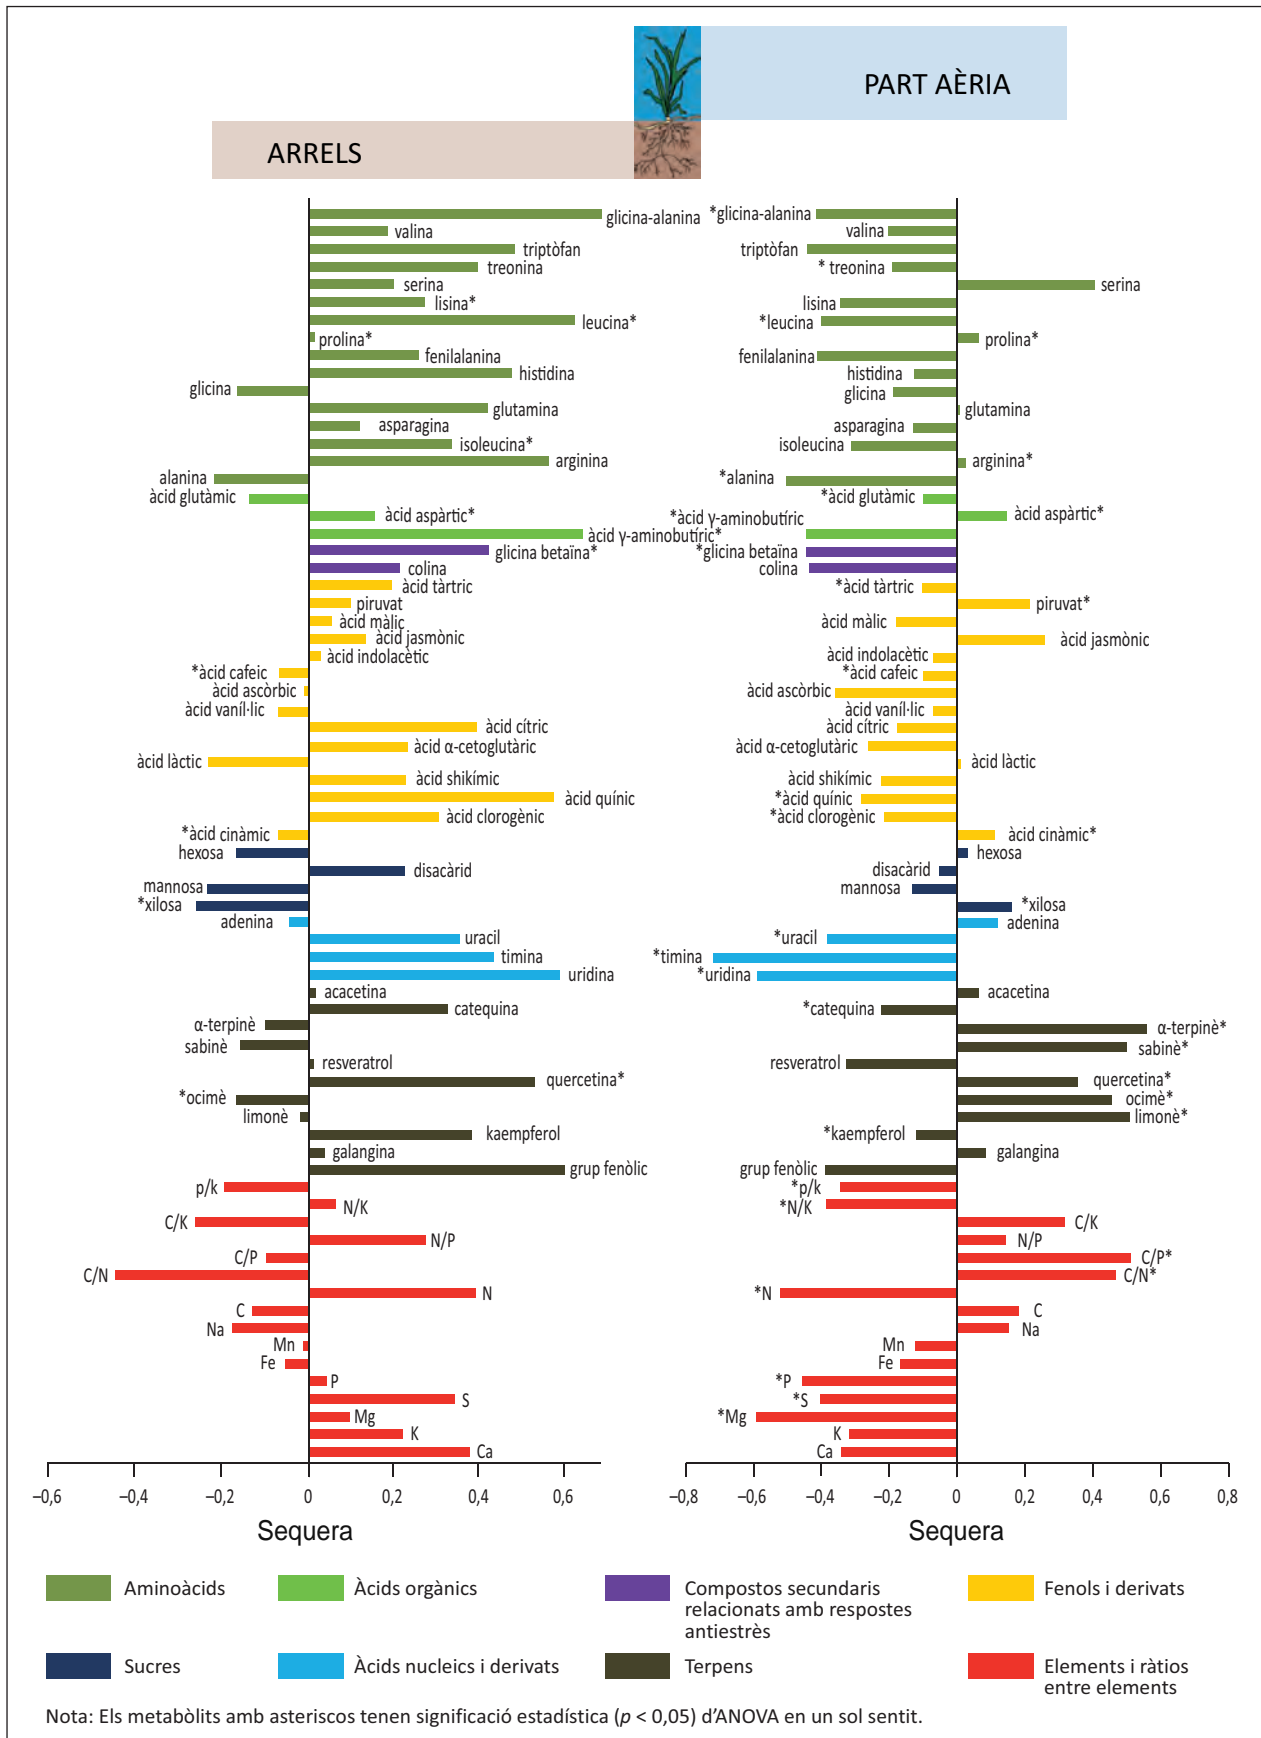 PART AÈRIA
ARRELS
glicina-alanina
valina
triptòfan
treonina
serina
lisina*
leucina*
prolina*
fenilalanina
histidina
glicina
glutamina
asparagina
isoleucina*
arginina
alanina
àcid glutàmic
àcid aspàrtic*
àcid γ-aminobutíric*
glicina betaïna*
colina
àcid tàrtric
piruvat
àcid màlic
àcid jasmònic
àcid indolacètic
*àcid cafeic
àcid ascòrbic
àcid vaníl·lic
àcid cítric
àcid α-cetoglutàric
àcid làctic
àcid shikímic
àcid quínic
àcid clorogènic
*àcid cinàmic
hexosa
disacàrid
mannosa
*xilosa
adenina
uracil
timina
uridina
acacetina
catequina
α-terpinè
sabinè
resveratrol
quercetina*
*ocimè
limonè
kaempferol
galangina
grup fenòlic
p/k
N/K
C/K
N/P
C/P
C/N
N
C
Na
Mn
Fe
P
S
Mg
K
Ca
–0,6 –0,4 –0,2 0 0,2 0,4 0,6
Sequera
*glicina-alanina
valina
triptòfan
* treonina
serina
lisina
*leucina
prolina*
fenilalanina
histidina
glicina
glutamina
asparagina
isoleucina
arginina*
*alanina
*àcid glutàmic
àcid aspàrtic*
*àcid γ-aminobutíric
*glicina betaïna
colina
*àcid tàrtric
piruvat*
àcid màlic
àcid jasmònic
àcid indolacètic
*àcid cafeic
àcid ascòrbic
àcid vaníl·lic
àcid cítric
àcid α-cetoglutàric
àcid làctic
àcid shikímic
*àcid quínic
*àcid clorogènic
àcid cinàmic*
hexosa
disacàrid
mannosa
*xilosa
adenina
*uracil
*timina
*uridina
acacetina
*catequina
α-terpinè*
sabinè*
resveratrol
quercetina*
ocimè*
limonè*
*kaempferol
galangina
grup fenòlic
*p/k
*N/K
C/K
N/P
C/P*
C/N*
*N
C
Na
Mn
Fe
*P
*S
*Mg
K
Ca
–0,8 –0,6 –0,4 –0,2 0 0,2 0,4 0,6 0,8
Sequera
Aminoàcids
Àcids orgànics
Compostos secundaris
relacionats amb respostes
antiestrès
Fenols i derivats
Sucres
Àcids nucleics i derivats
Terpens
Elements i ràtios
entre elements
Nota: Els metabòlits amb asteriscos tenen significació estadística (p < 0,05) d’ANOVA en un sol sentit.